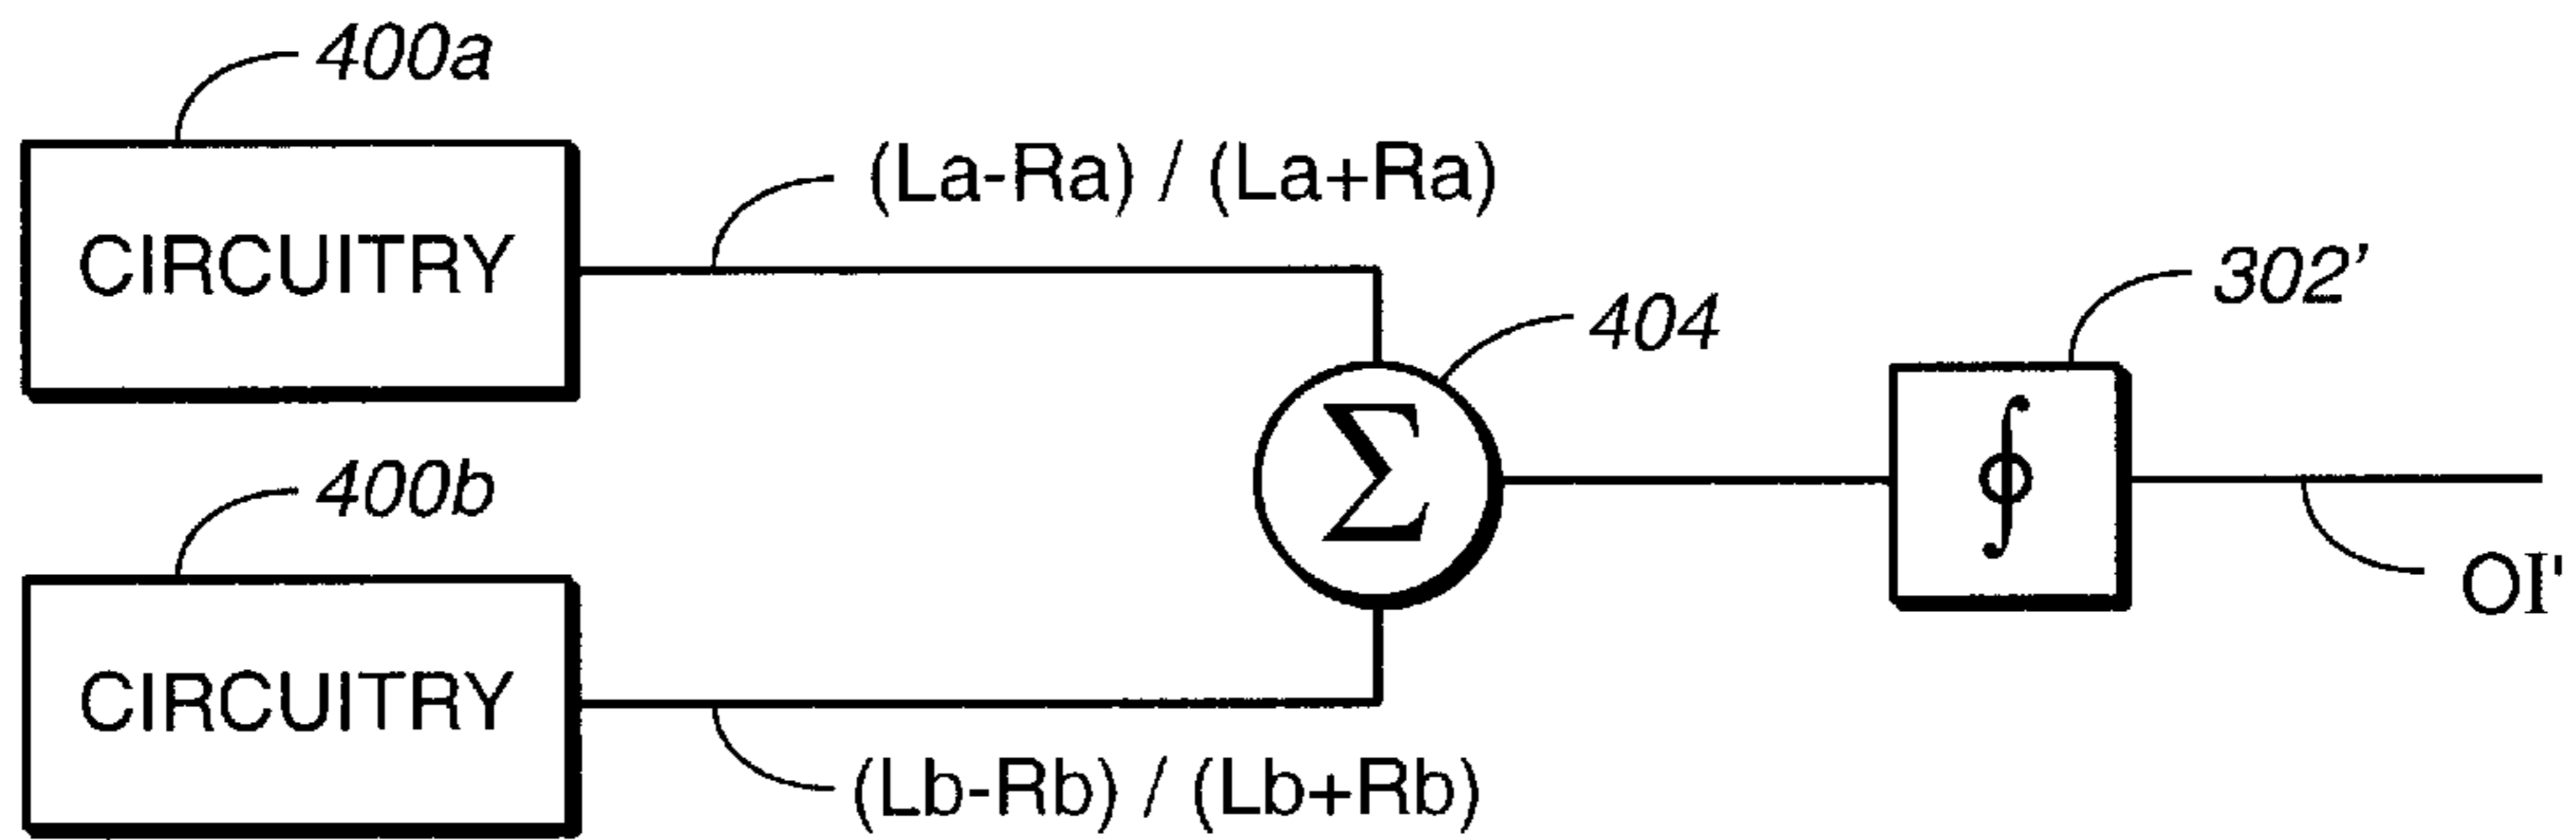 400a
CIRCUITRY
(La-Ra) / (La+Ra)
302'
404
Σ
∮
400b
CIRCUITRY
(Lb-Rb) / (Lb+Rb)
OI'